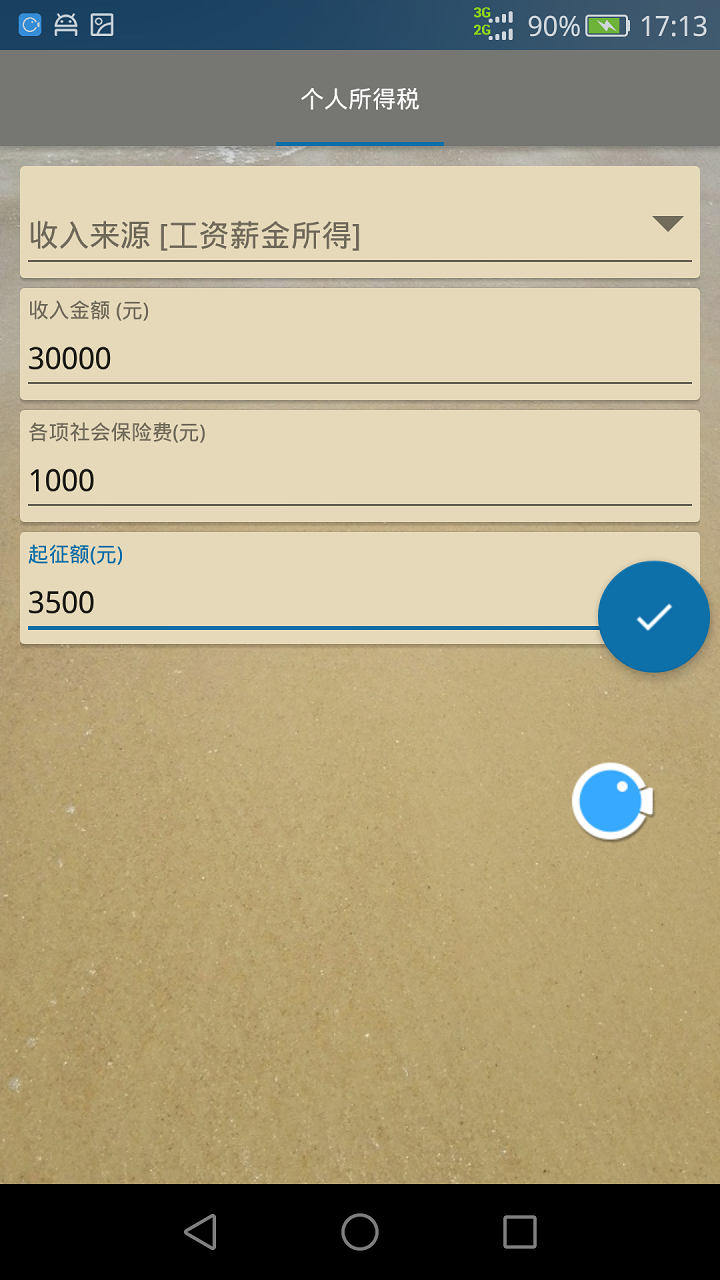 3G
2G
90%
17:13
个人所得税
收入来源 [工资薪金所得]
收入金额 (元)
30000
各项社会保险费(元)
1000
起征额(元)
3500